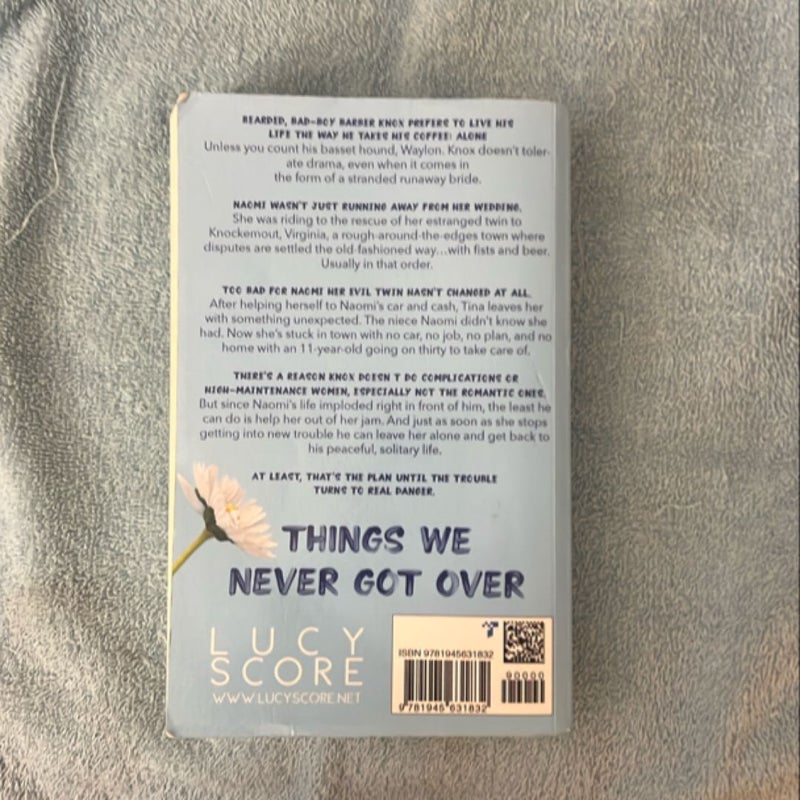 BEARDED, BAD-BOY BARBER KNOX PREFERS TO LIVE HIS
LIFE THE WAY HE TAKES HIS COFFEE: ALONE
Unless you count his basset hound, Waylon. Knox doesn't toler-
ate drama, even when it comes in
the form of a stranded runaway bride.
NAOMI WASN'T JUST RUNNING AWAY FROM HER WEDDING.
She was riding to the rescue of her estranged twin to
Knockemout, Virginia, a rough-around-the-edges town where
disputes are settled the old-fashioned way...with fists and beer.
Usually in that order.
TOO BAD FOR NAOMI HER EVIL TWIN HASN'T CHANGED AT ALL.
After helping herself to Naomi's car and cash, Tina leaves her
with something unexpected. The niece Naomi didn't know she
had. Now she's stuck in town with no car, no job, no plan, and no
home with an 11-year-old going on thirty to take care of.
THERE'S A REASON KNOX DOESN'T DO COMPLICATIONS OR
HIGH-MAINTENANCE WOMEN, ESPECIALLY NOT THE ROMANTIC ONES.
But since Naomi's life imploded right in front of him, the least he
can do is help her out of her jam. And just as soon as she stops
getting into new trouble he can leave her alone and get back to
his peaceful, solitary life.
AT LEAST, THAT'S THE PLAN UNTIL THE TROUBLE
TURNS TO REAL DANGER.
THINGS WE
NEVER GOT OVER
LUCY
SCORE
WWW.LUCYSCORE.NET
ISBN 9781945631832
90000
9 781945 631832